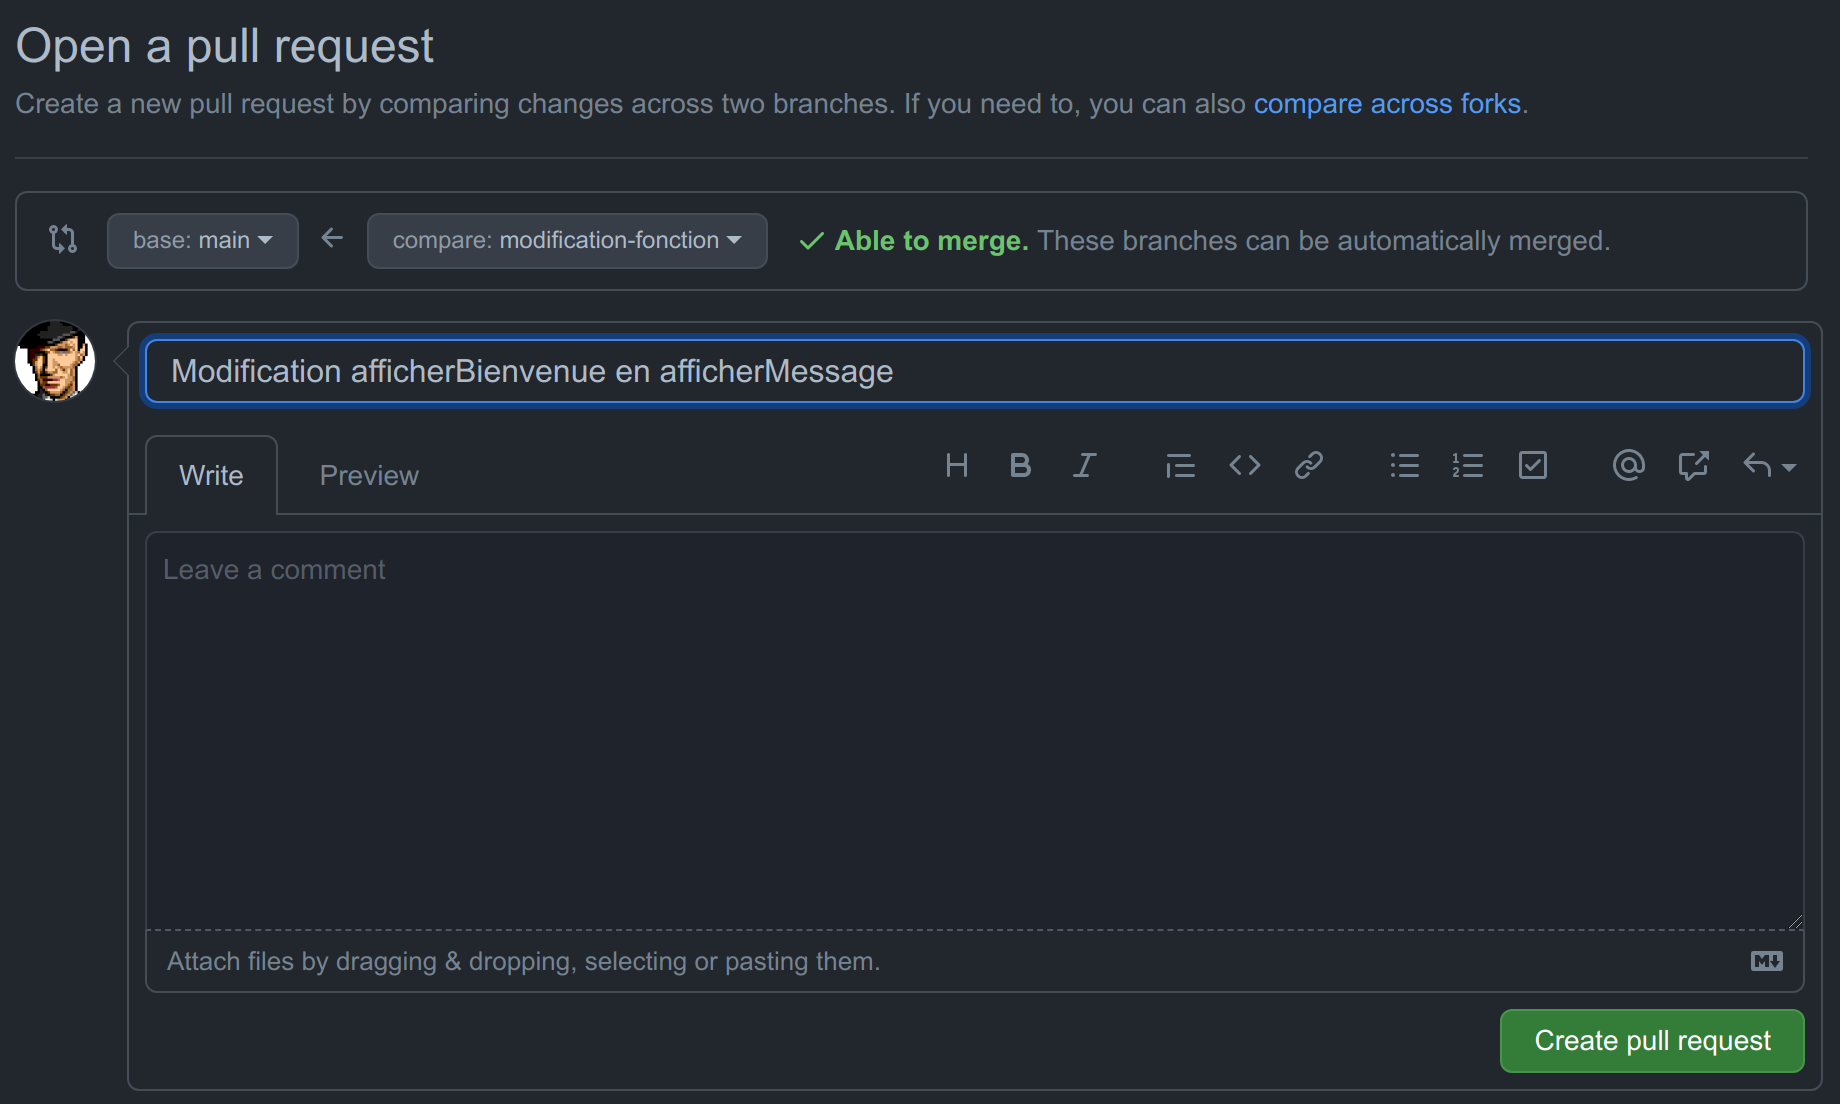 Open a pull request
Create a new pull request by comparing changes across two branches. If you need to, you can also compare across forks.
base: main
compare: modification-fonction
Able to merge. These branches can be automatically merged.
Modification afficherBienvenue en afficherMessage
Write
Preview
Leave a comment
Attach files by dragging & dropping, selecting or pasting them.
Create pull request